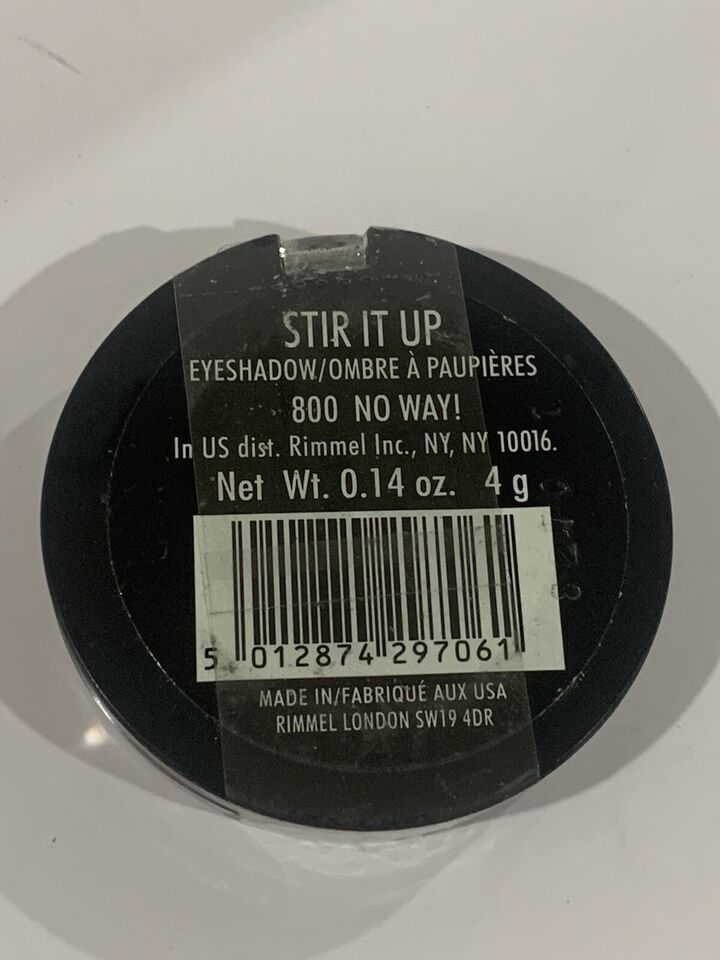 STIR IT UP
EYESHADOW/OMBRE À PAUPIÈRES
800 NO WAY!
In US dist. Rimmel Inc., NY, NY 10016.
Net Wt. 0.14 oz. 4 g
5 012874 297061
MADE IN/FABRIQUÉ AUX USA
RIMMEL LONDON SW19 4DR